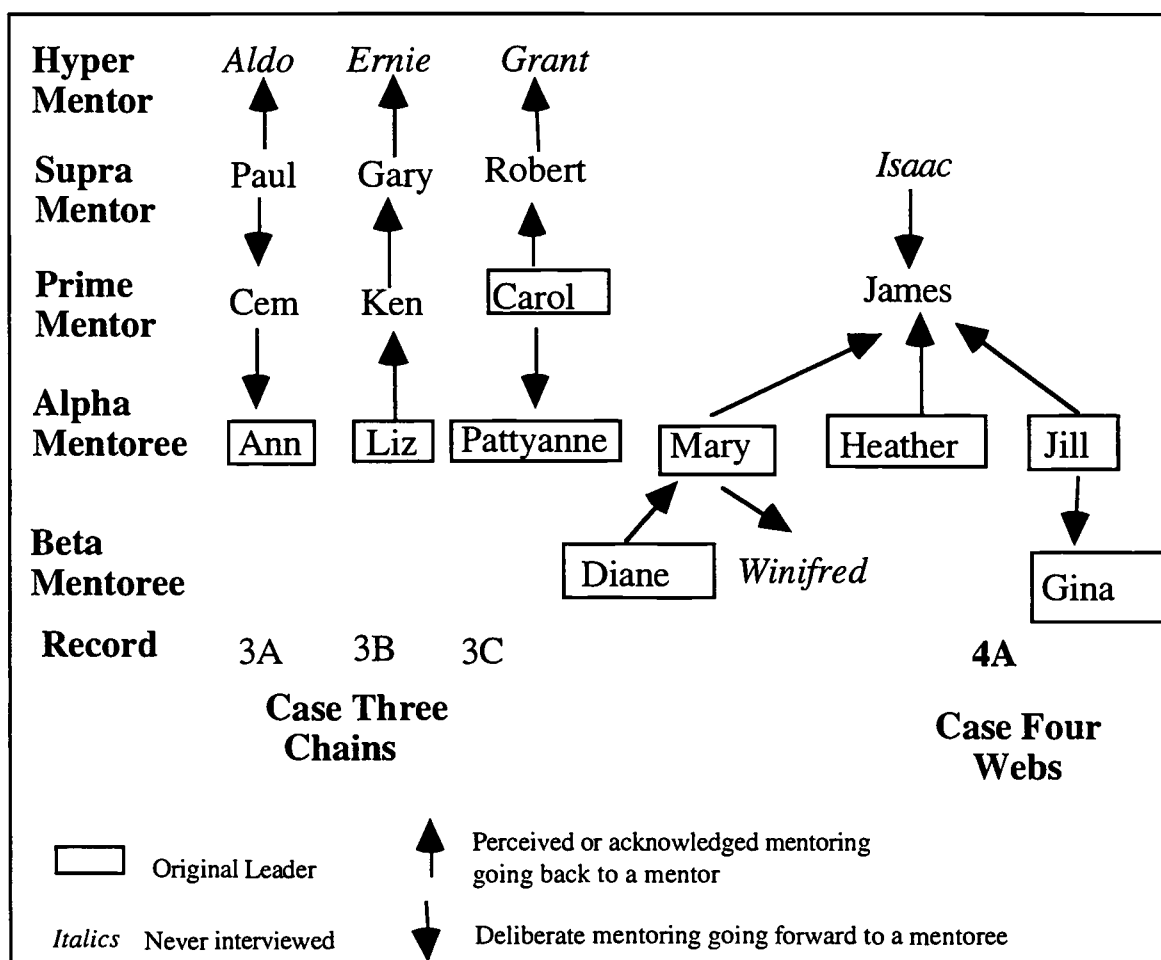 Hyper Mentor
Aldo Ernie Grant
Supra Mentor
Paul Gary Robert Isaac
Prime Mentor
Cem Ken Carol James
Alpha Mentoree
Ann Liz Pattyanne Mary Heather Jill
Beta Mentoree
Diane Winifred Gina
Record 3A 3B 3C 4A
Case Three
Chains
Case Four
Webs
Original Leader
Perceived or acknowledged mentoring
going back to a mentor
Italics Never interviewed
Deliberate mentoring going forward to a mentoree